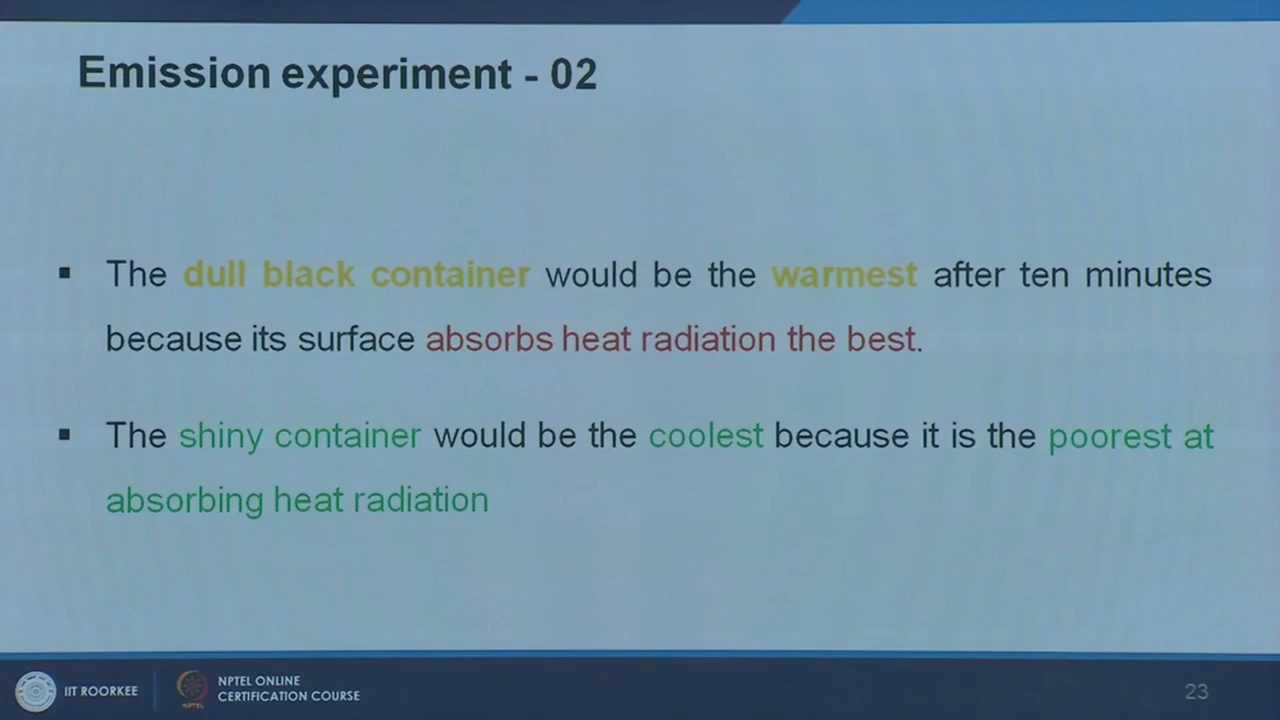 Emission experiment - 02
▪ The dull black container would be the warmest after ten minutes
because its surface absorbs heat radiation the best.
▪ The shiny container would be the coolest because it is the poorest at
absorbing heat radiation
IIT ROORKEE
NPTEL
NPTEL ONLINE
CERTIFICATION COURSE
23